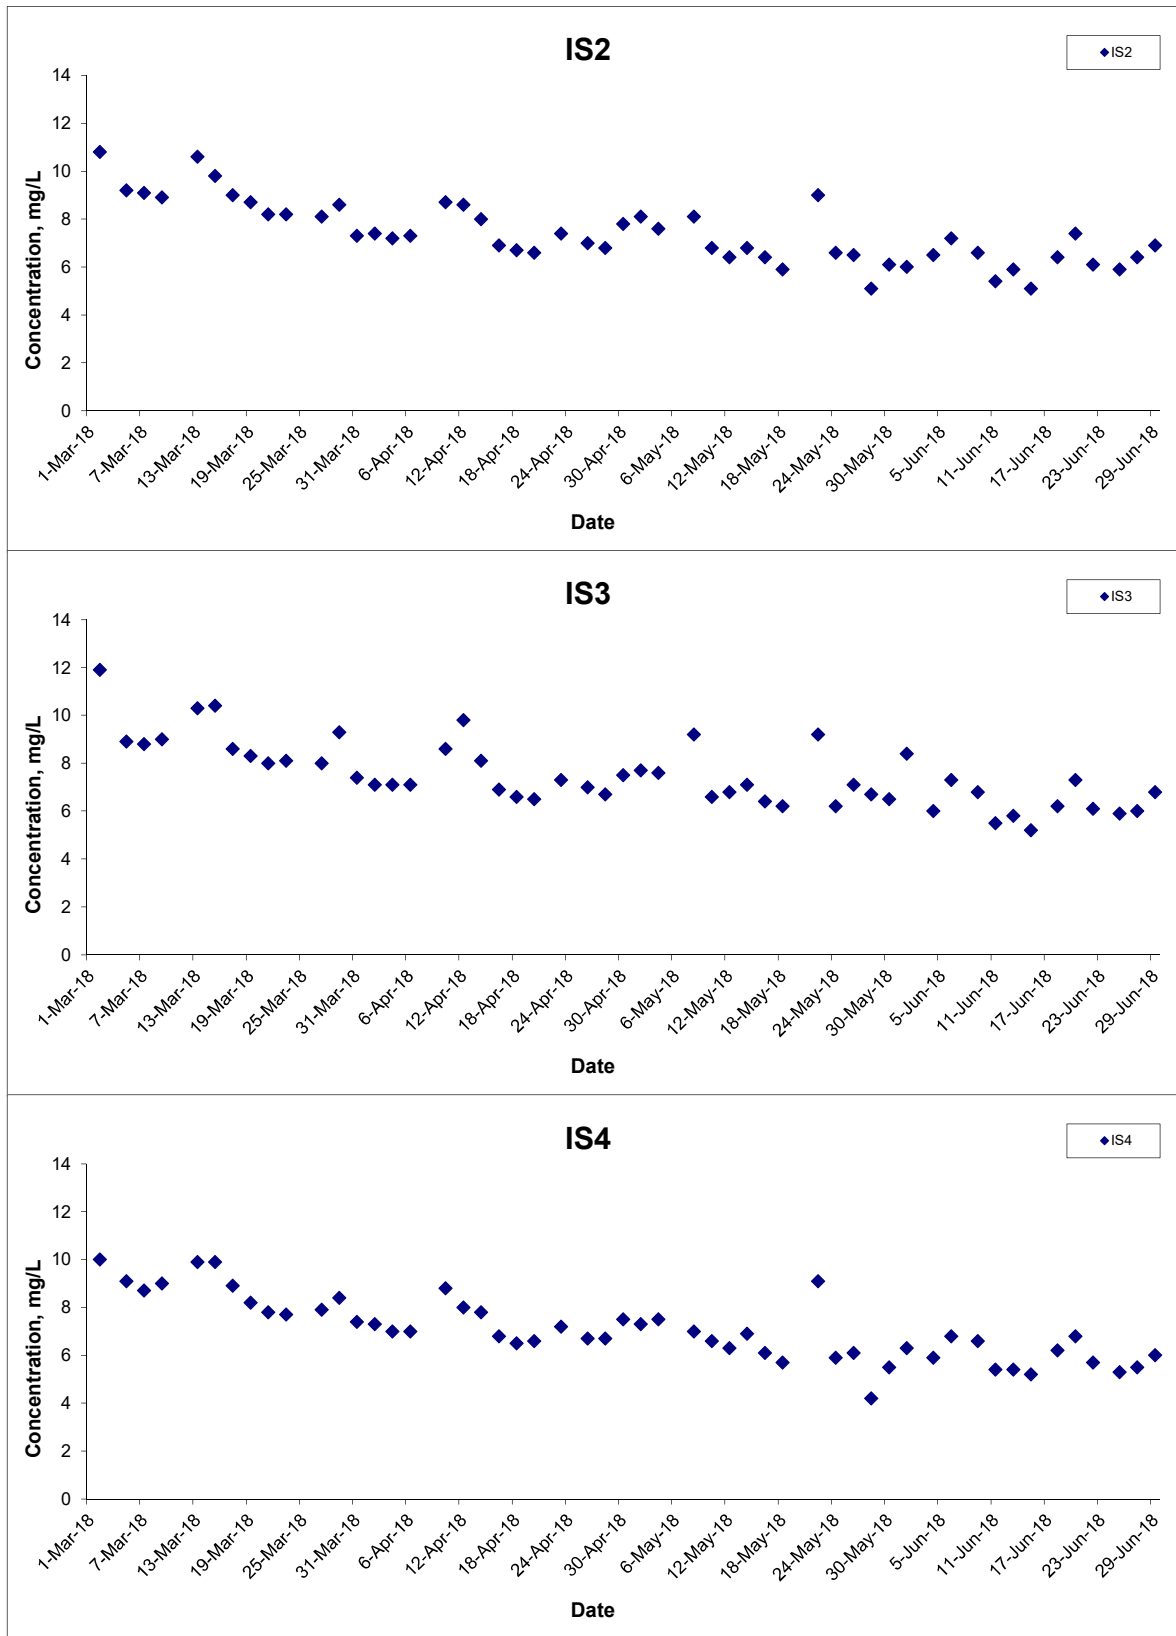 IS2
IS2
14
12
10
8
6
4
2
0
Concentration, mg/L
1-Mar-18
7-Mar-18
13-Mar-18
19-Mar-18
25-Mar-18
31-Mar-18
6-Apr-18
12-Apr-18
18-Apr-18
24-Apr-18
30-Apr-18
6-May-18
12-May-18
18-May-18
24-May-18
30-May-18
5-Jun-18
11-Jun-18
17-Jun-18
23-Jun-18
29-Jun-18
Date
IS3
IS3
14
12
10
8
6
4
2
0
Concentration, mg/L
1-Mar-18
7-Mar-18
13-Mar-18
19-Mar-18
25-Mar-18
31-Mar-18
6-Apr-18
12-Apr-18
18-Apr-18
24-Apr-18
30-Apr-18
6-May-18
12-May-18
18-May-18
24-May-18
30-May-18
5-Jun-18
11-Jun-18
17-Jun-18
23-Jun-18
29-Jun-18
Date
IS4
IS4
14
12
10
8
6
4
2
0
Concentration, mg/L
1-Mar-18
7-Mar-18
13-Mar-18
19-Mar-18
25-Mar-18
31-Mar-18
6-Apr-18
12-Apr-18
18-Apr-18
24-Apr-18
30-Apr-18
6-May-18
12-May-18
18-May-18
24-May-18
30-May-18
5-Jun-18
11-Jun-18
17-Jun-18
23-Jun-18
29-Jun-18
Date